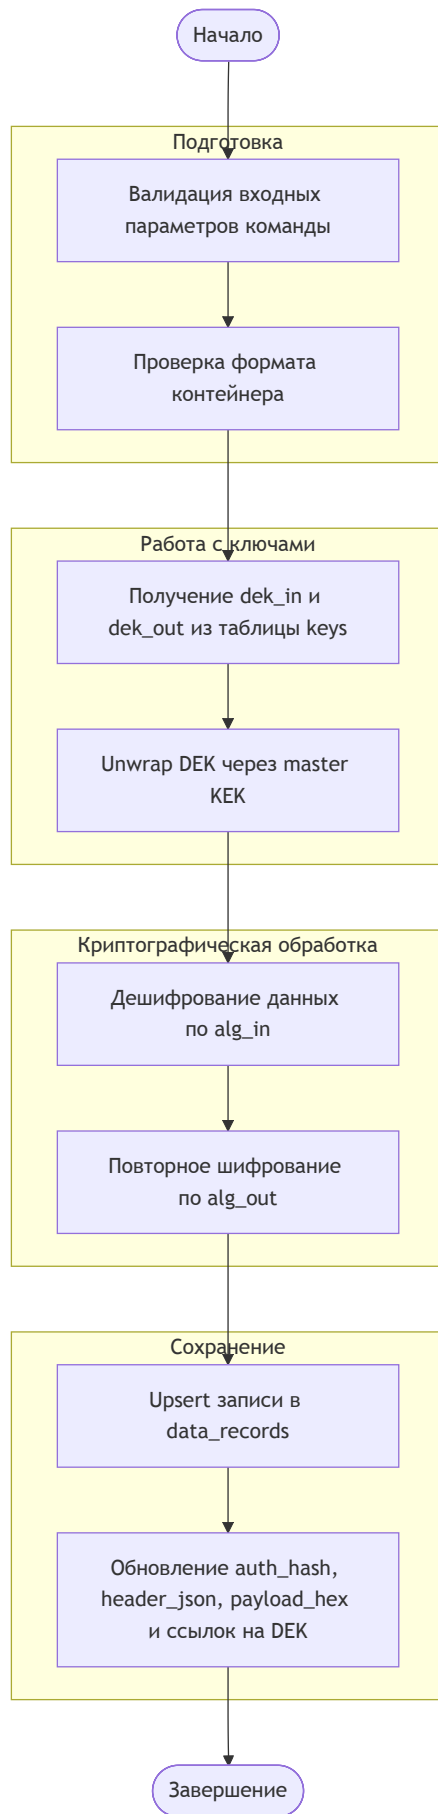 Начало
Подготовка
Валидация входных
параметров команды
Проверка формата
контейнера
Работа с ключами
Получение dek_in и
dek_out из таблицы keys
Unwrap DEK через master
KEK
Криптографическая обработка
Дешифрование данных
по alg_in
Повторное шифрование
по alg_out
Сохранение
Upsert записи в
data_records
Обновление auth_hash,
header_json, payload_hex
и ссылок на DEK
Завершение